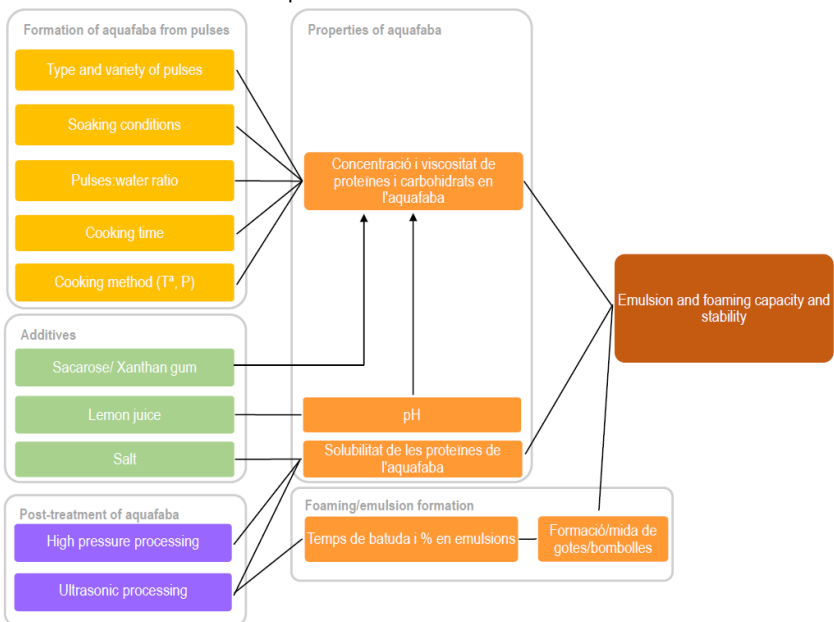 Formation of aquafaba from pulses
Type and variety of pulses
Soaking conditions
Pulses:water ratio
Cooking time
Cooking method (Tª, P)
Properties of aquafaba
Concentració i viscositat de
proteïnes i carbohidrats en
l'aquafaba
Additives
Sacarose/ Xanthan gum
Lemon juice
Salt
pH
Solubilitat de les proteïnes de
l'aquafaba
Emulsion and foaming capacity and
stability
Post-treatment of aquafaba
High pressure processing
Ultrasonic processing
Foaming/emulsion formation
Temps de batuda i % en emulsions
Formació/mida de
gotes/bombolles